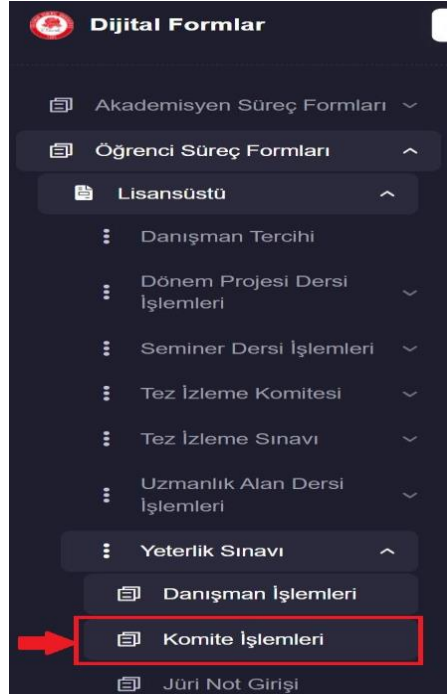 Dijital Formlar
Akademisyen Süreç Formları
Öğrenci Süreç Formları
Lisansüstü
Danışman Tercihi
Dönem Projesi Dersi
İşlemleri
Seminer Dersi İşlemleri
Tez İzleme Komitesi
Tez İzleme Sınavı
Uzmanlık Alan Dersi
İşlemleri
Yeterlik Sınavı
Danışman İşlemleri
Komite İşlemleri
Jüri Not Girişi